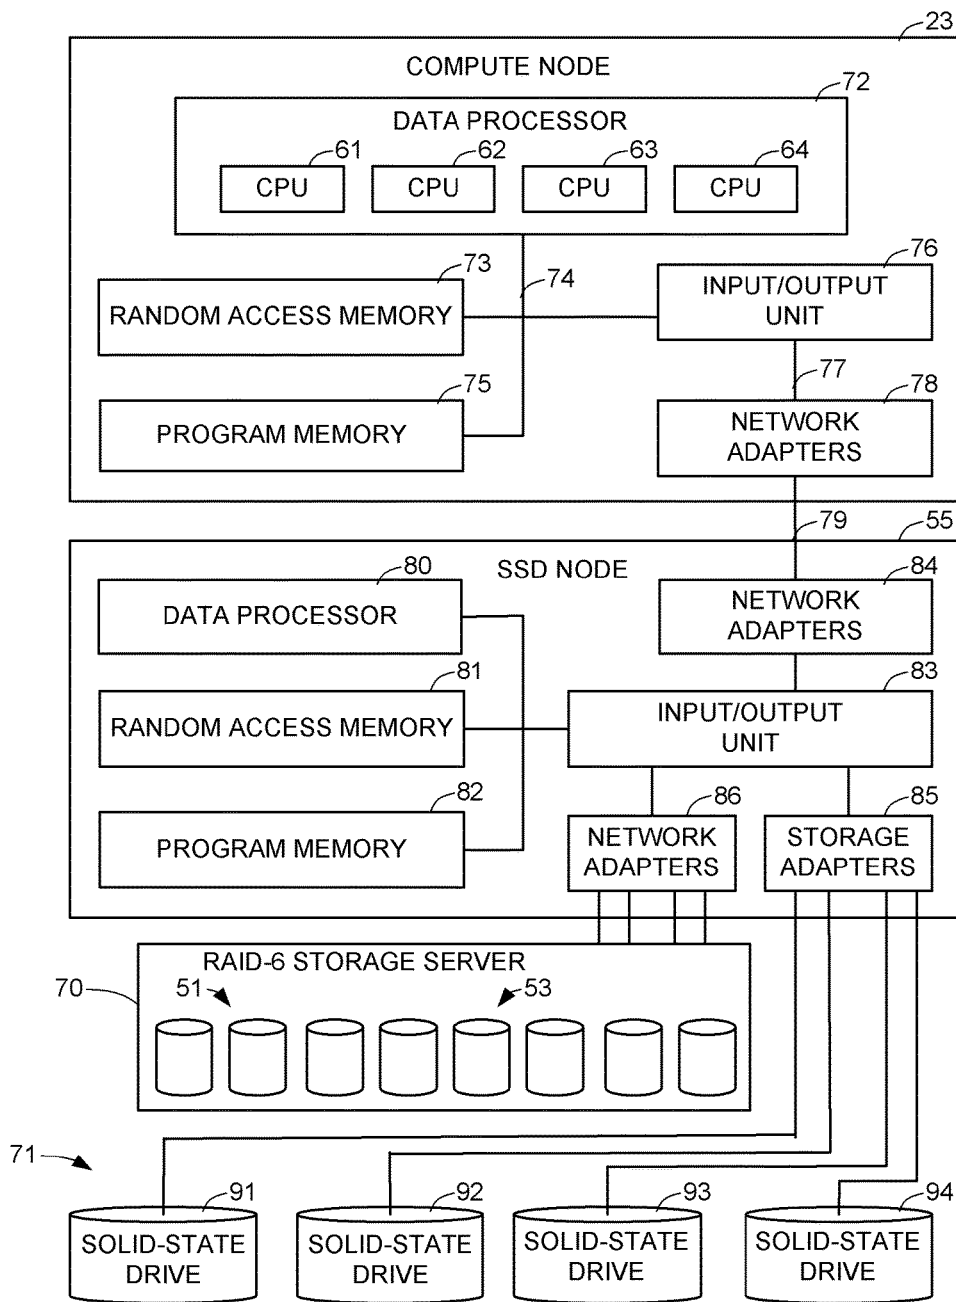 23
COMPUTE NODE
72
DATA PROCESSOR
61 62 63 64
CPU CPU CPU CPU
73 74 76
RANDOM ACCESS MEMORY
INPUT/OUTPUT
UNIT
75 77 78
PROGRAM MEMORY
NETWORK
ADAPTERS
79 55
SSD NODE
80 84
DATA PROCESSOR
NETWORK
ADAPTERS
81 83
RANDOM ACCESS MEMORY
INPUT/OUTPUT
UNIT
82 86 85
PROGRAM MEMORY
NETWORK
ADAPTERS
STORAGE
ADAPTERS
RAID-6 STORAGE SERVER
70 51 53
71
91 92 93 94
SOLID-STATE
DRIVE
SOLID-STATE
DRIVE
SOLID-STATE
DRIVE
SOLID-STATE
DRIVE